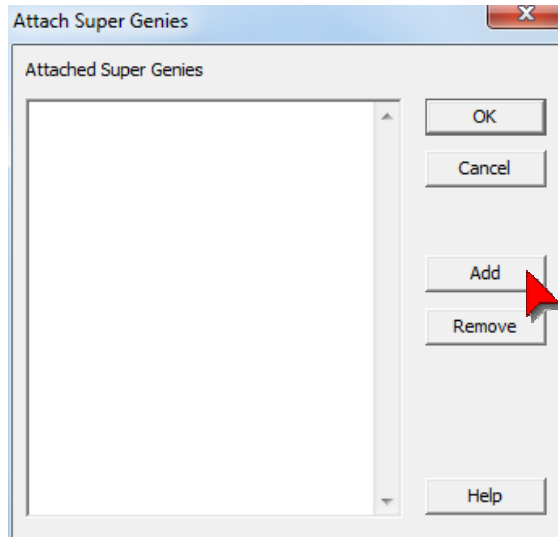 Attach Super Genies
Attached Super Genies
OK
Cancel
Add
Remove
Help